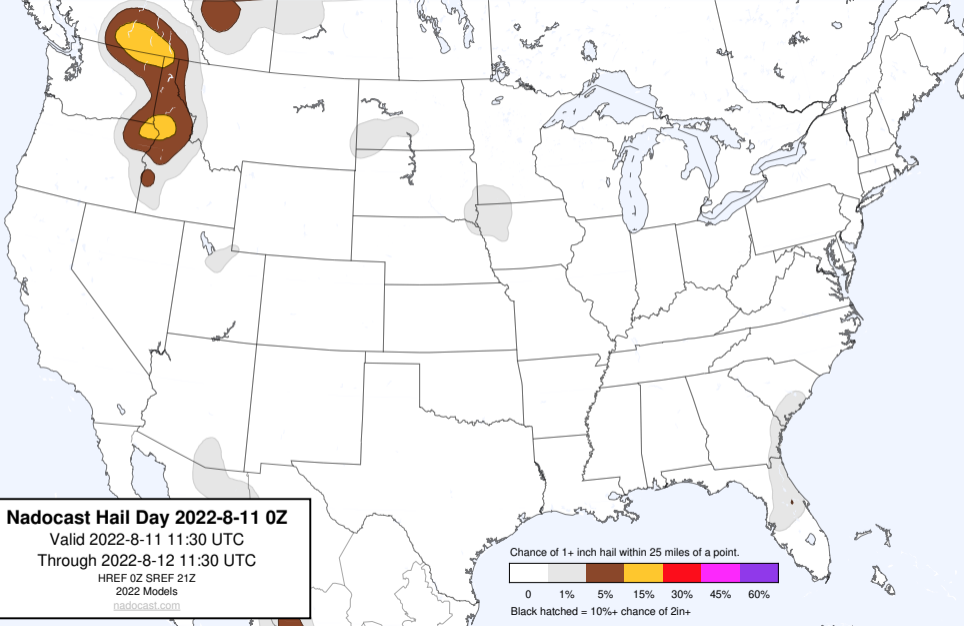 Nadocast Hail Day 2022-8-11 0Z
Valid 2022-8-11 11:30 UTC
Through 2022-8-12 11:30 UTC
HREF 0Z SREF 21Z
2022 Models
nadocast.com
Chance of 1+ inch hail within 25 miles of a point.
0 1% 5% 15% 30% 45% 60%
Black hatched = 10%+ chance of 2in+